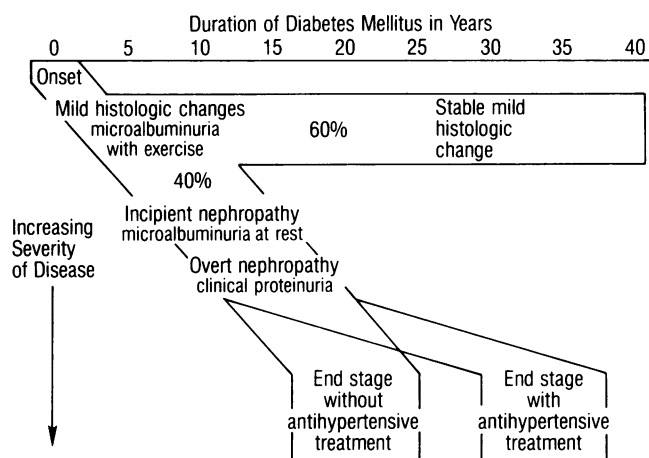 Duration of Diabetes Mellitus in Years
0 5 10 15 20 25 30 35 40
Onset
Mild histologic changes
microalbuminuria
with exercise
60%
Stable mild
histologic
change
40%
Incipient nephropathy
microalbuminuria at rest
Increasing
Severity
of Disease
Overt nephropathy
clinical proteinuria
End stage
without
antihypertensive
treatment
End stage
with
antihypertensive
treatment